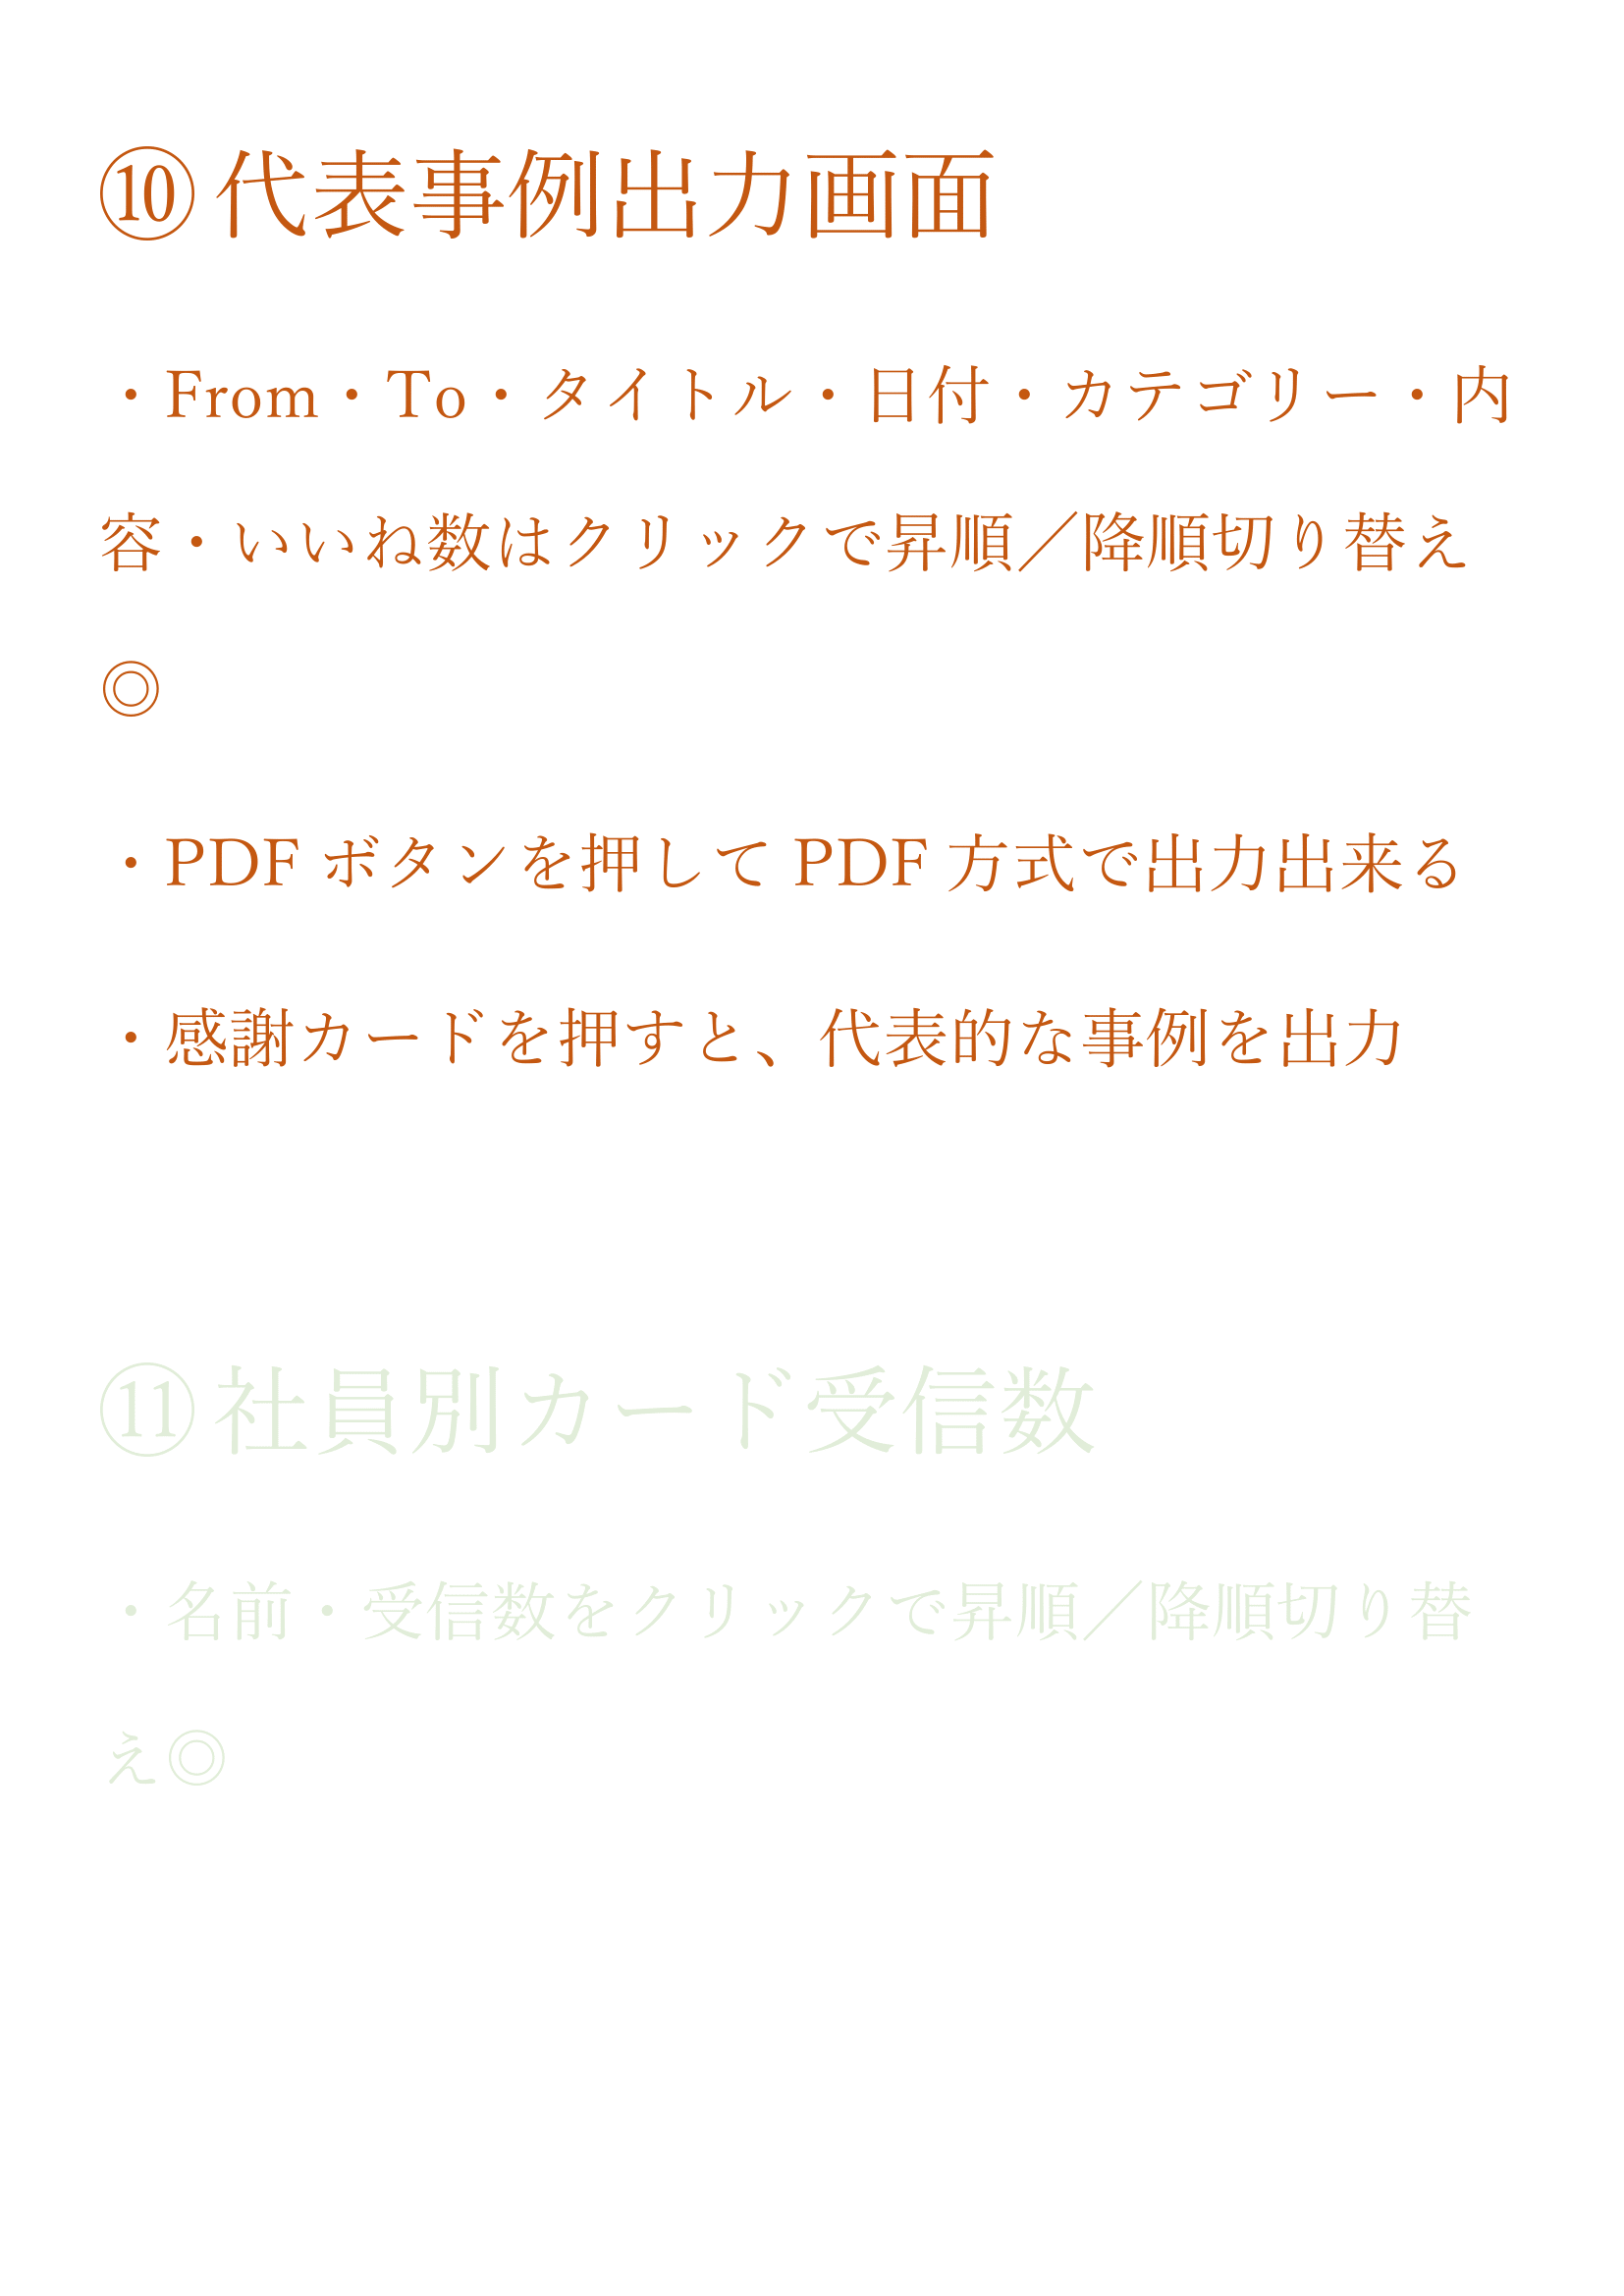 ⑩代表事例出力画面
・From・To・タイトル・日付・カテゴリー・内
容・いいね数はクリックで昇順／降順切り替え
◎
・PDF ボタンを押して PDF 方式で出力出来る
・感謝カードを押すと、代表的な事例を出力
⑪社員別カード受信数
・名前・受信数をクリックで昇順／降順切り替
え◎